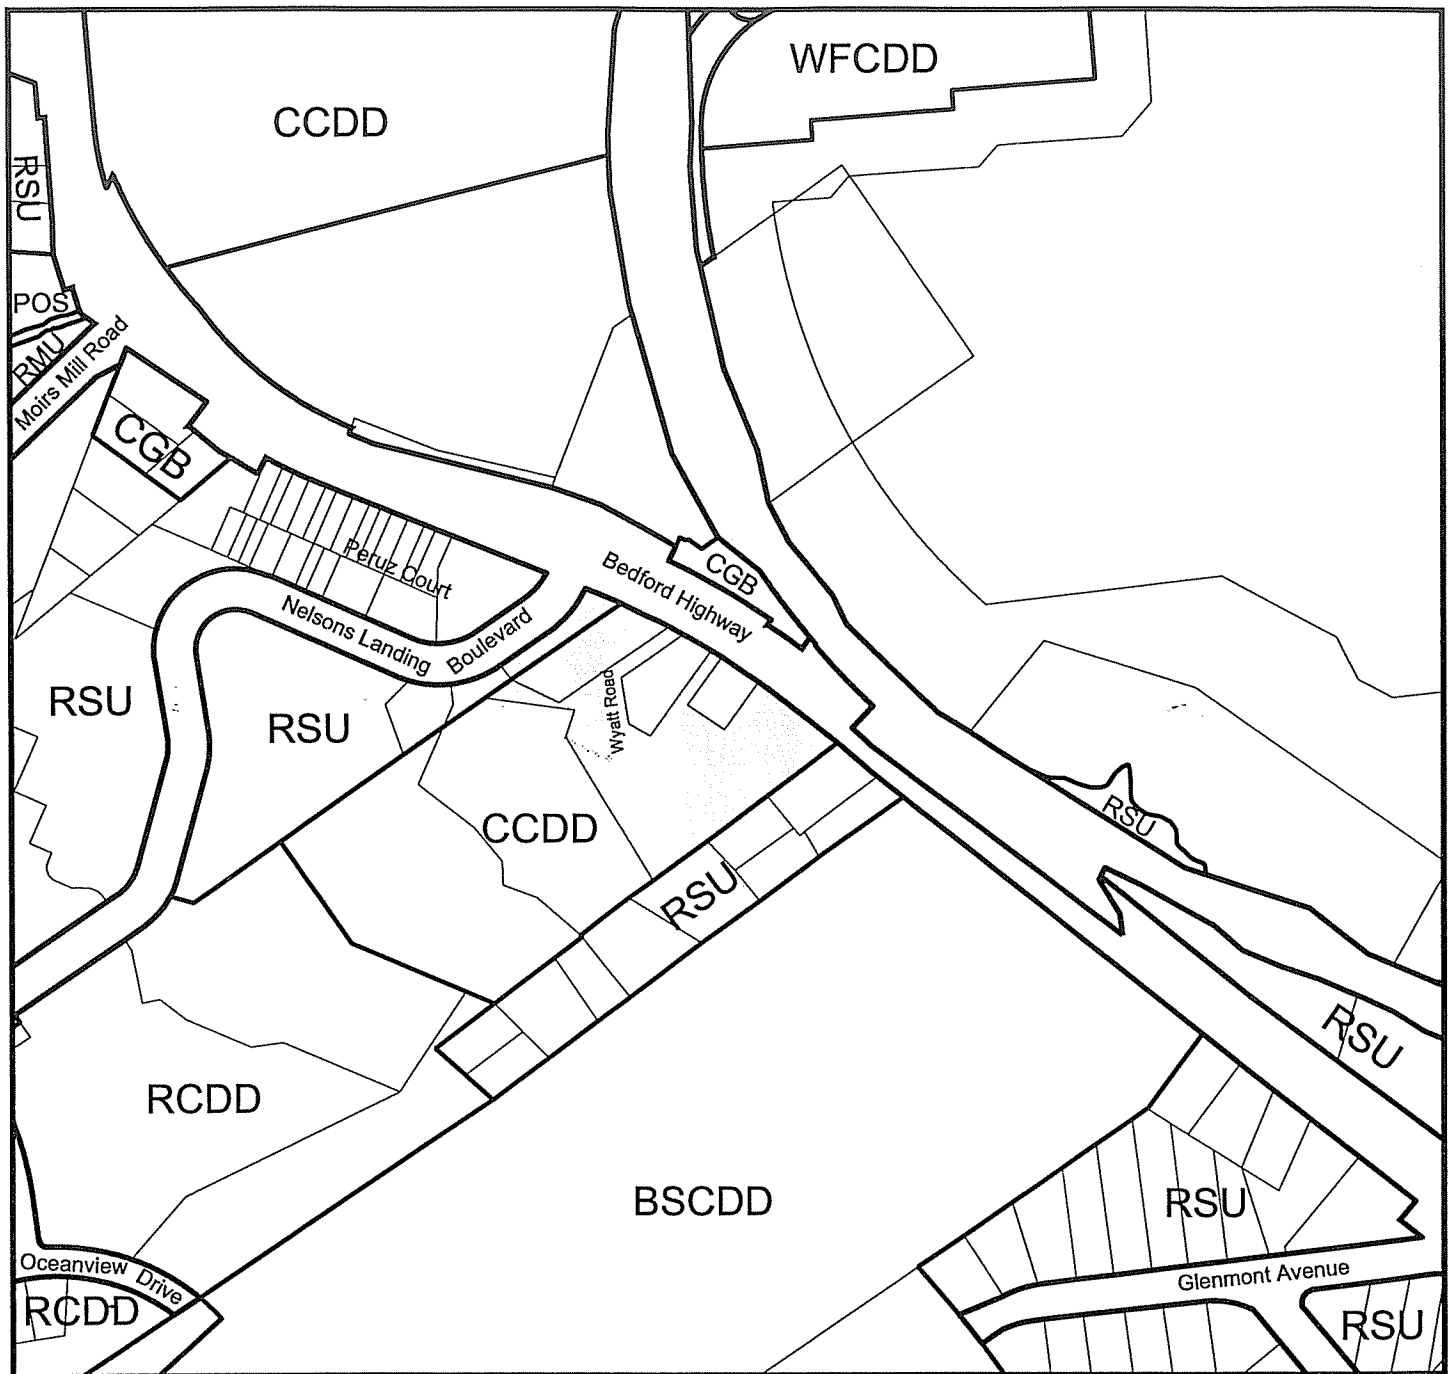 WFCDD
CCDD
RSU
POS
RMU
Moirs Mill Road
CGB
Peruz Court
Bedford Highway
CGB
Nelsons Landing Boulevard
Wyatt Road
RSU
RSU
CCDD
RSU
RSU
RSU
RCDD
BSCDD
RSU
Oceanview Drive
Glenmont Avenue
RCDD
RSU